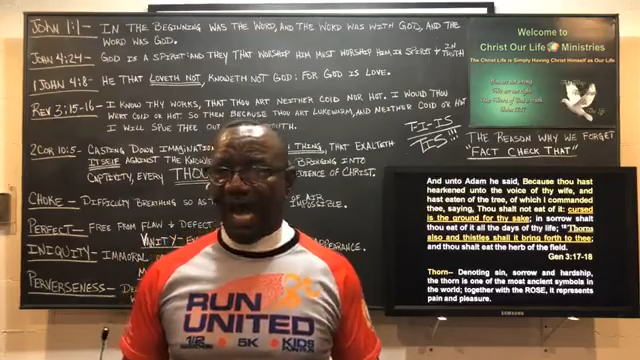 JOHN 1:1- IN THE BEGINNING WAS THE WORD, AND THE WORD WAS WITH GOD, AND THE
WORD WAS GOD.
JOHN 4:24- GOD IS A SPIRIT: AND THEY THAT WORSHIP HIM MUST WORSHIP HIM IN SPIRIT & IN TRUTH
1 JOHN 4:8- HE THAT LOVETH NOT, KNOWETH NOT GOD: FOR GOD IS LOVE.
REV 3:15-16- I KNOW THY WORKS, THAT THOU ART NEITHER COLD NOR HOT. I WOULD THOU
WERT COLD OR HOT. SO THEN BECAUSE THOU ART LUKEWARM, AND NEITHER COLD OR HOT
I WILL SPUE THEE OUT MOUTH.
2COR 10:5- CASTING DOWN IMAGINATION THING, THAT EXALTETH
ITSELF AGAINST THE BRINGING INTO
CAPTIVITY, EVERY OF CHRIST.
CHOKE- DIFFICULTY BREATHING SO AS OF AIR
IMPOSSIBLE.
PERFECT- FREE FROM FLAW & DEFECT
VANITY- APPEARANCE.
INIQUITY- IMMORAL
PERVERSENESS-
T-I-IS
TIS!!!
Welcome to
Christ Our Life Ministries
The Christ Life is Simply Having Christ Himself as Our Life
THE REASON WHY WE FORGET
"FACT CHECK THAT"
And unto Adam he said, Because thou hast
hearkened unto the voice of thy wife, and
hast eaten of the tree, of which I commanded
thee, saying, Thou shalt not eat of it: cursed
is the ground for thy sake; in sorrow shalt
thou eat of it all the days of thy life; 18 Thorns
also and thistles shall it bring forth to thee;
and thou shalt eat the herb of the field.
Gen 3:17-18
Thorn- Denoting sin, sorrow and hardship,
the thorn is one of the most ancient symbols
in the world; together with the ROSE, it represents
pain and pleasure.
SAMSUNG
RUN
UNITED
1/2 5K KIDS